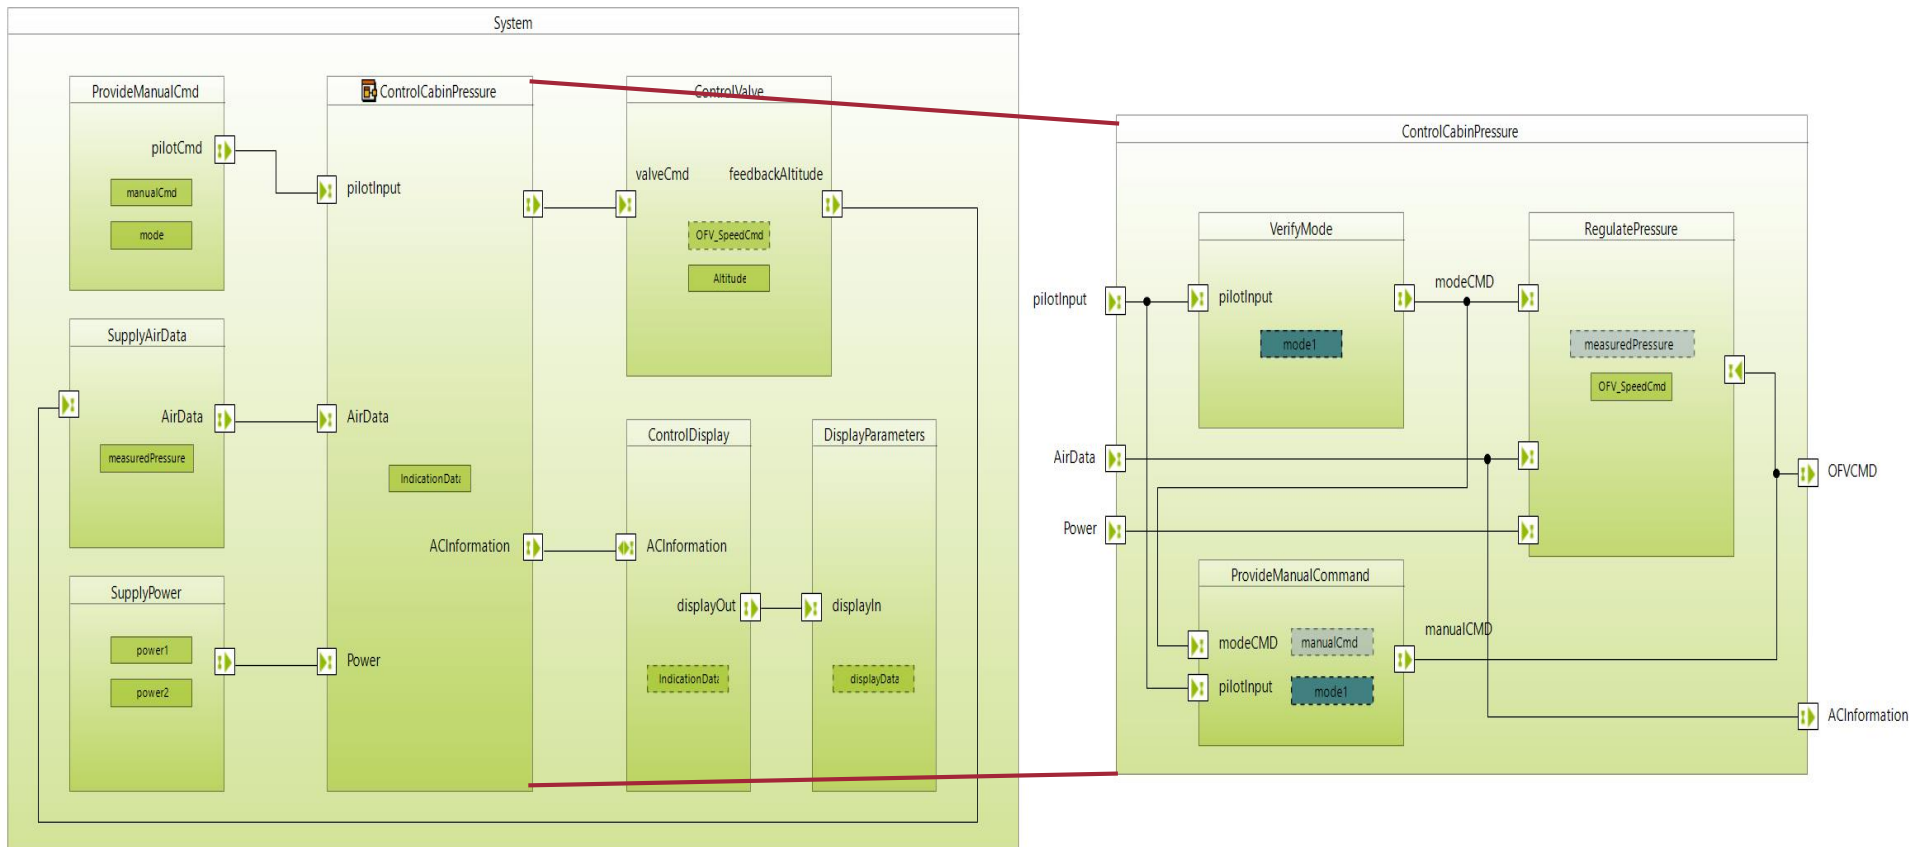 System
ProvideManualCmd
pilotCmd
manualCmd
mode
SupplyAirData
AirData
measuredPressure
SupplyPower
power1
power2
ControlCabinPressure
pilotInput
AirData
IndicationData
ACInformation
Power
ControlValve
valveCmd
feedbackAltitude
OFV_SpeedCmd
Altitude
ControlDisplay
ACInformation
displayOut
IndicationData
DisplayParameters
displayIn
displayData
ControlCabinPressure
pilotInput
AirData
Power
VerifyMode
pilotInput
mode1
modeCMD
RegulatePressure
measuredPressure
OFV_SpeedCmd
ProvideManualCommand
modeCMD
manualCmd
pilotInput
mode1
manualCMD
OFVCMD
ACInformation